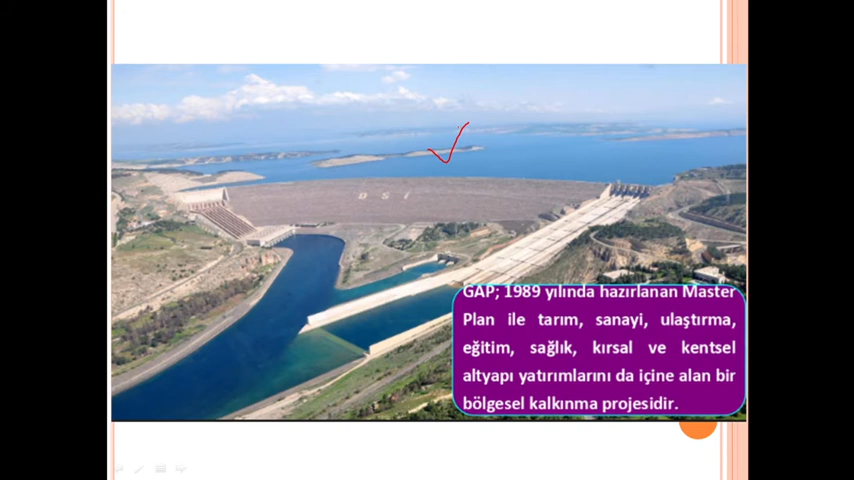 DSİ
GAP; 1989 yılında hazırlanan Master
Plan ile tarım, sanayi, ulaştırma,
eğitim, sağlık, kırsal ve kentsel
altyapı yatırımlarını da içine alan bir
bölgesel kalkınma projesidir.